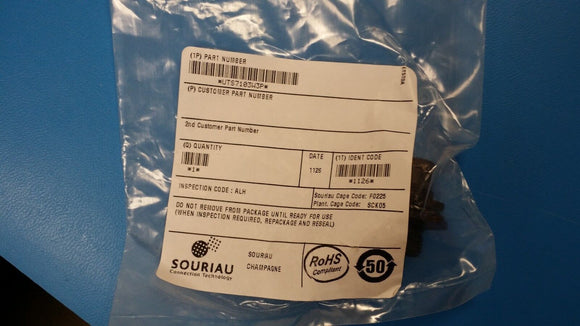 (1P) PART NUMBER
*UTS7103W3P*
(P) CUSTOMER PART NUMBER
2nd Customer Part Number
(Q) QUANTITY
*1*
DATE
1126
(1T) IDENT CODE
*1126*
INSPECTION CODE : ALH
Souriau Cage Code: F0225
Plant. Cage Code: SCK05
DO NOT REMOVE FROM PACKAGE UNTIL READY FOR USE
(WHEN INSPECTION REQUIRED, REPACKAGE AND RESEAL)
SOURIAU
Connection Technology
SOURIAU
CHAMPAGNE
RoHS
Compliant
50